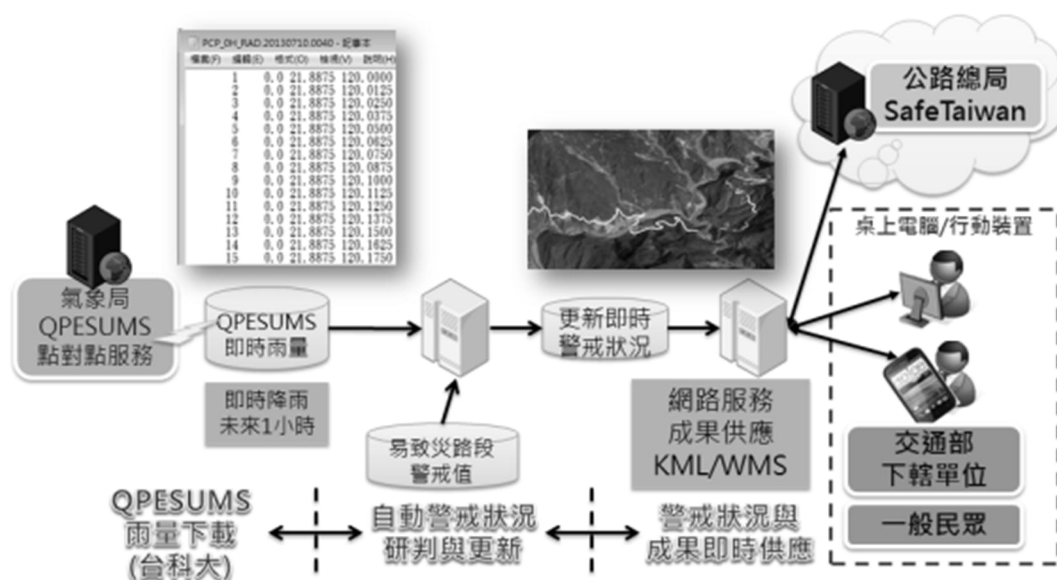 PCP_0H_RAD.20130710.0040 - 記事本
檔案(F) 編輯(E) 格式(O) 檢視(V) 說明(H)
1 0.0 21.8875 120.0000
2 0.0 21.8875 120.0125
3 0.0 21.8875 120.0250
4 0.0 21.8875 120.0375
5 0.0 21.8875 120.0500
6 0.0 21.8875 120.0625
7 0.0 21.8875 120.0750
8 0.0 21.8875 120.0875
9 0.0 21.8875 120.1000
10 0.0 21.8875 120.1125
11 0.0 21.8875 120.1250
12 0.0 21.8875 120.1375
13 0.0 21.8875 120.1500
14 0.0 21.8875 120.1625
15 0.0 21.8875 120.1750
公路總局
SafeTaiwan
桌上電腦/行動裝置
氣象局
QPESUMS
點對點服務
QPESUMS
即時雨量
即時降雨
未來1小時
易致災路段
警戒值
更新即時
警戒狀況
網路服務
成果供應
KML/WMS
交通部
下轄單位
一般民眾
QPESUMS
雨量下載
(台科大)
自動警戒狀況
研判與更新
警戒狀況與
成果即時供應